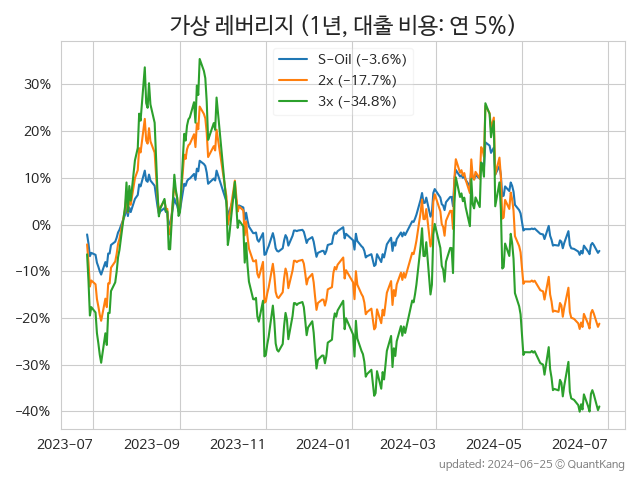 가상 레버리지 (1년, 대출 비용: 연 5%)
S-Oil (-3.6%)
2x (-17.7%)
3x (-34.8%)
30%
20%
10%
0%
-10%
-20%
-30%
-40%
2023-07 2023-09 2023-11 2024-01 2024-03 2024-05 2024-07
updated: 2024-06-25 © QuantKang